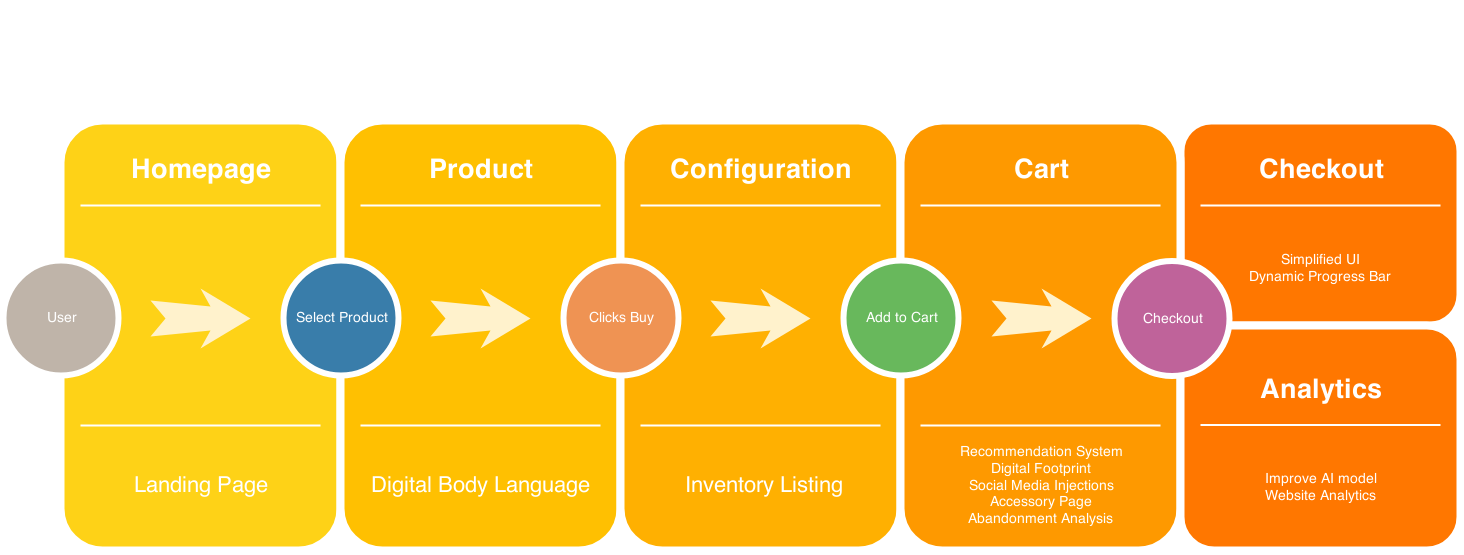 Homepage
Product
Configuration
Cart
Checkout
Simplified UI
Dynamic Progress Bar
User
Select Product
Clicks Buy
Add to Cart
Checkout
Analytics
Landing Page
Digital Body Language
Inventory Listing
Recommendation System
Digital Footprint
Social Media Injections
Accessory Page
Abandonment Analysis
Improve AI model
Website Analytics